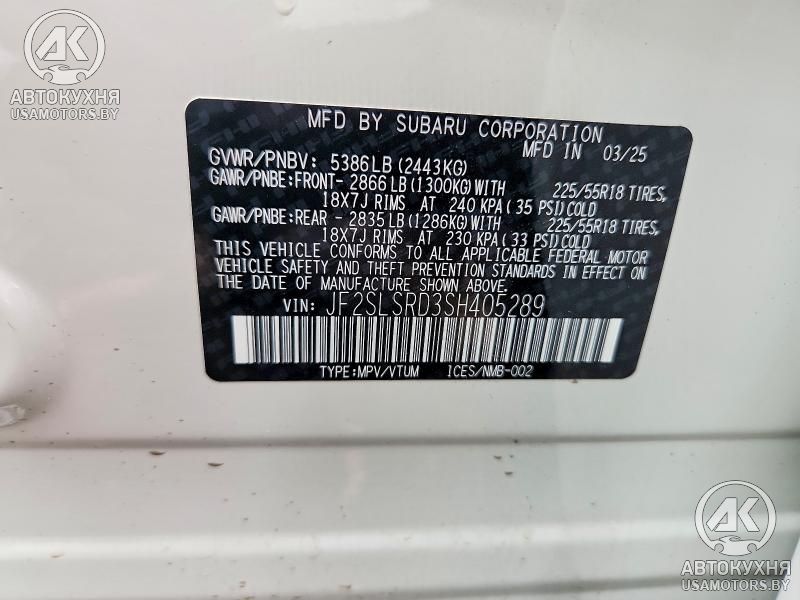 AK
АВТОКУХНЯ
USAMOTORS.BY
MFD BY SUBARU CORPORATION
MFD IN 03/25
GVWR/PNBV: 5386LB (2443KG)
GAWR/PNBE:FRONT- 2866LB (1300KG)WITH 225/55R18 TIRES,
18X7J RIMS AT 240 KPA (35 PSI)COLD
GAWR/PNBE:REAR - 2835LB (1286KG)WITH 225/55R18 TIRES,
18X7J RIMS AT 230 KPA (33 PSI)COLD
THIS VEHICLE CONFORMS TO ALL APPLICABLE FEDERAL MOTOR
VEHICLE SAFETY AND THEFT PREVENTION STANDARDS IN EFFECT ON
THE DATE OF MANUFACTURE SHOWN ABOVE.
VIN: JF2SLSRD3SH405289
TYPE:MPV/VTUM ICES/NMB-002
AK
АВТОКУХНЯ
USAMOTORS.BY